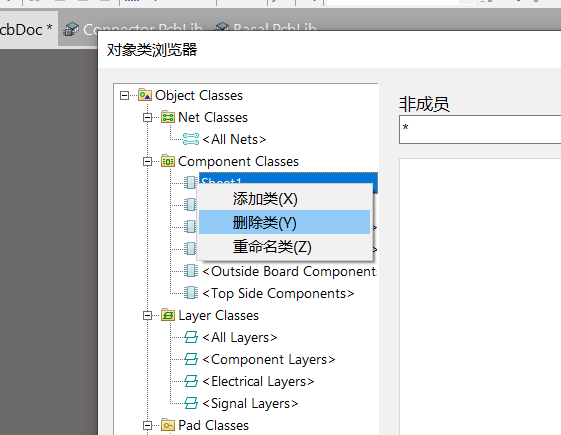 cbDoc *
Connector.PcbLib
Basal.PcbLib
对象类浏览器
Object Classes
Net Classes
<All Nets>
Component Classes
Sheet1
添加类(X)
删除类(Y)
重命名类(Z)
<Outside Board Component
<Top Side Components>
Layer Classes
<All Layers>
<Component Layers>
<Electrical Layers>
<Signal Layers>
Pad Classes
非成员
*